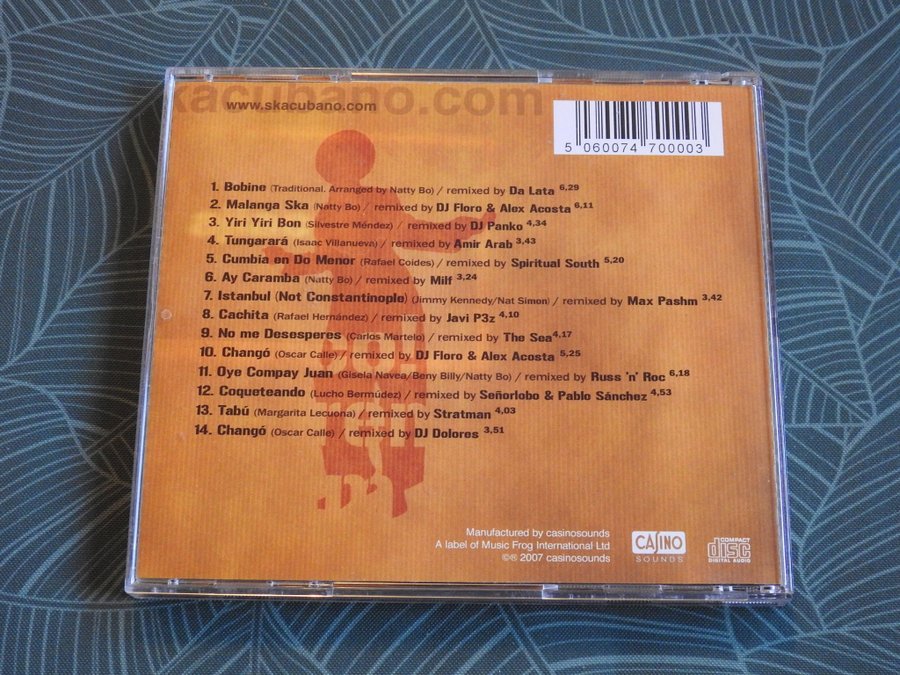 kacubano.com
www.skacubano.com
5 060074 700003
1. Bobine (Traditional. Arranged by Natty Bo) / remixed by Da Lata 6,29
2. Malanga Ska (Natty Bo) / remixed by DJ Floro & Alex Acosta 6,11
3. Yiri Yiri Bon (Silvestre Méndez) / remixed by DJ Panko 4,34
4. Tungarará (Isaac Villanueva) / remixed by Amir Arab 3,43
5. Cumbia en Do Menor (Rafael Coides) / remixed by Spiritual South 5,20
6. Ay Caramba (Natty Bo) / remixed by Milf 3,24
7. Istanbul (Not Constantinople) (Jimmy Kennedy/Nat Simon) / remixed by Max Pashm 3,42
8. Cachita (Rafael Hernández) / remixed by Javi P3z 4,10
9. No me Desesperes (Carlos Martelo) / remixed by The Sea 4,17
10. Changó (Oscar Calle) / remixed by DJ Floro & Alex Acosta 5,25
11. Oye Compay Juan (Gisela Navea/Beny Billy/Natty Bo) / remixed by Russ 'n' Roc 6,18
12. Coqueteando (Lucho Bermúdez) / remixed by Señorlobo & Pablo Sánchez 4,53
13. Tabú (Margarita Lecuona) / remixed by Stratman 4,03
14. Changó (Oscar Calle) / remixed by DJ Dolores 3,51
Manufactured by casinosounds
A label of Music Frog International Ltd
©℗ 2007 casinosounds
CASINO
SOUNDS
COMPACT
disc
DIGITAL AUDIO